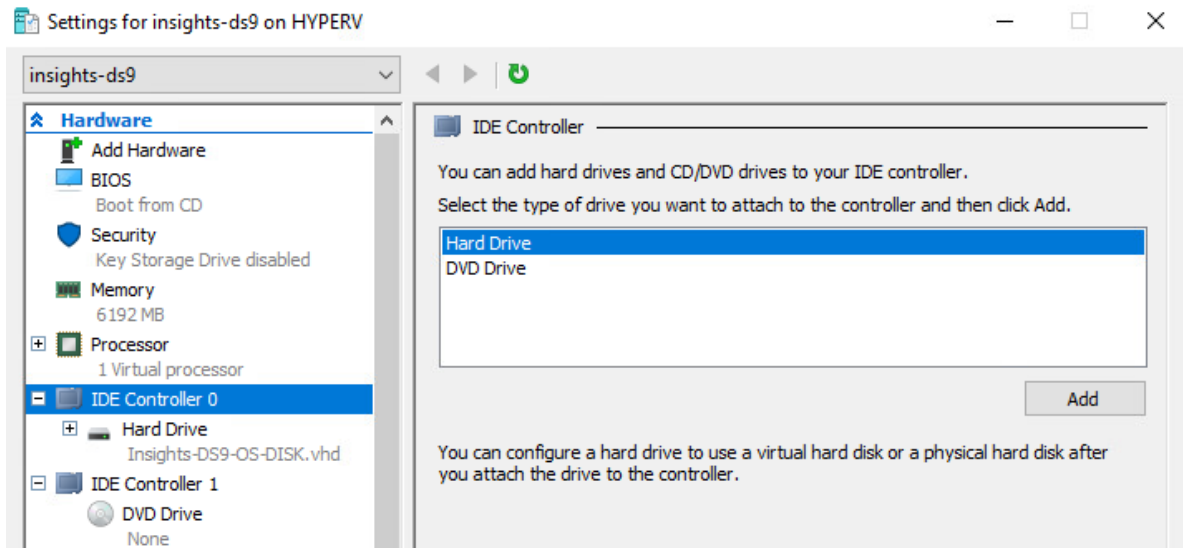 Settings for insights-ds9 on HYPERV
insights-ds9
Hardware
Add Hardware
BIOS
Boot from CD
Security
Key Storage Drive disabled
Memory
6192 MB
Processor
1 Virtual processor
IDE Controller 0
Hard Drive
Insights-DS9-OS-DISK.vhd
IDE Controller 1
DVD Drive
None
IDE Controller
You can add hard drives and CD/DVD drives to your IDE controller.
Select the type of drive you want to attach to the controller and then click Add.
Hard Drive
DVD Drive
Add
You can configure a hard drive to use a virtual hard disk or a physical hard disk after
you attach the drive to the controller.